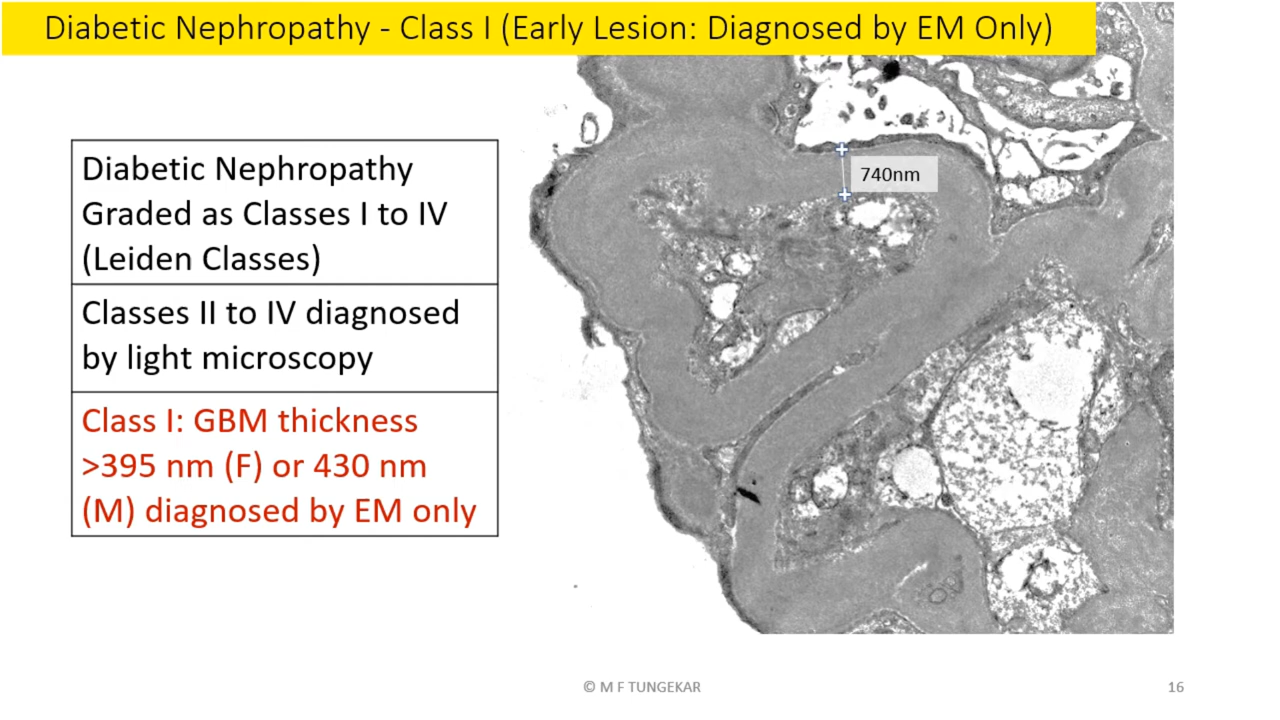 Diabetic Nephropathy - Class I (Early Lesion: Diagnosed by EM Only)
Diabetic Nephropathy
Graded as Classes I to IV
(Leiden Classes)
Classes II to IV diagnosed
by light microscopy
Class I: GBM thickness
>395 nm (F) or 430 nm
(M) diagnosed by EM only
740nm
© M F TUNGEKAR
16